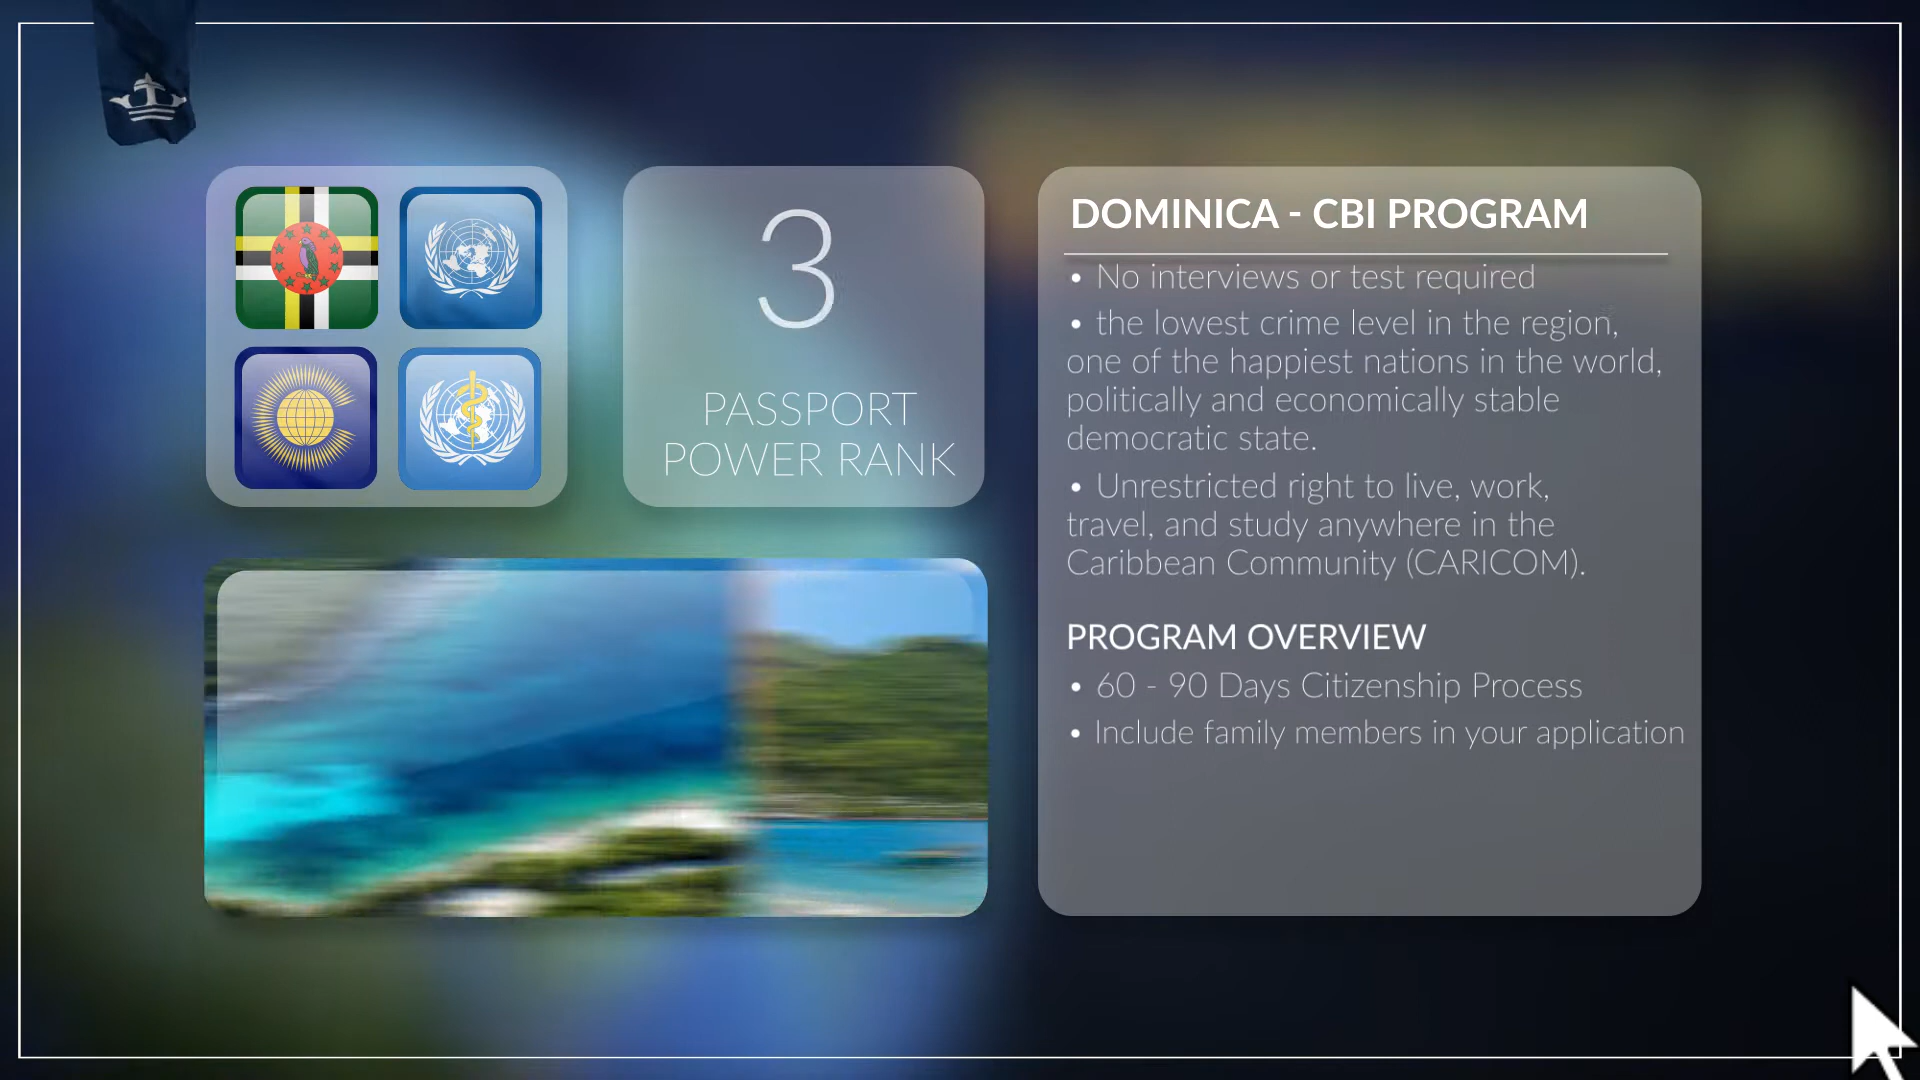 3
PASSPORT
POWER RANK
DOMINICA - CBI PROGRAM
• No interviews or test required
• the lowest crime level in the region,
one of the happiest nations in the world,
politically and economically stable
democratic state.
• Unrestricted right to live, work,
travel, and study anywhere in the
Caribbean Community (CARICOM).
PROGRAM OVERVIEW
• 60 - 90 Days Citizenship Process
• Include family members in your application